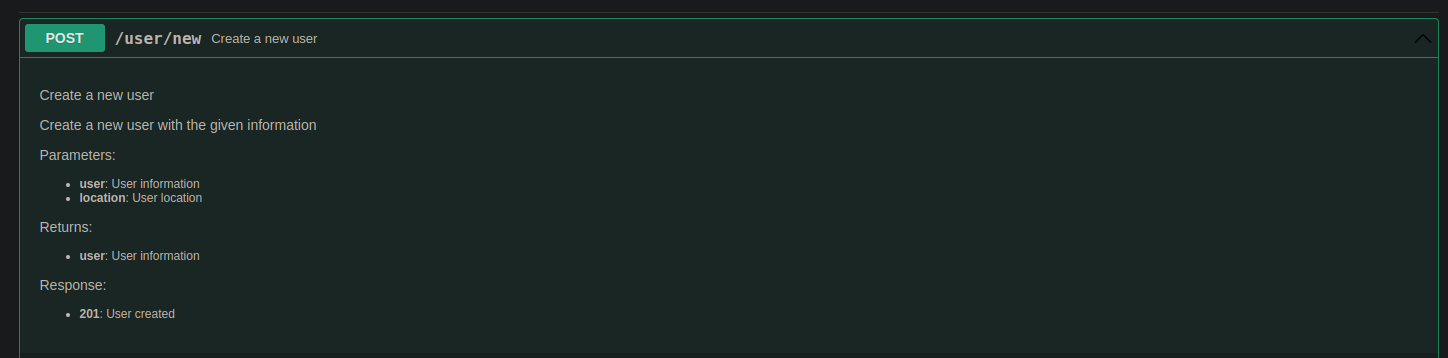 POST /user/new Create a new user
Create a new user
Create a new user with the given information
Parameters:
user: User information
location: User location
Returns:
user: User information
Response:
201: User created